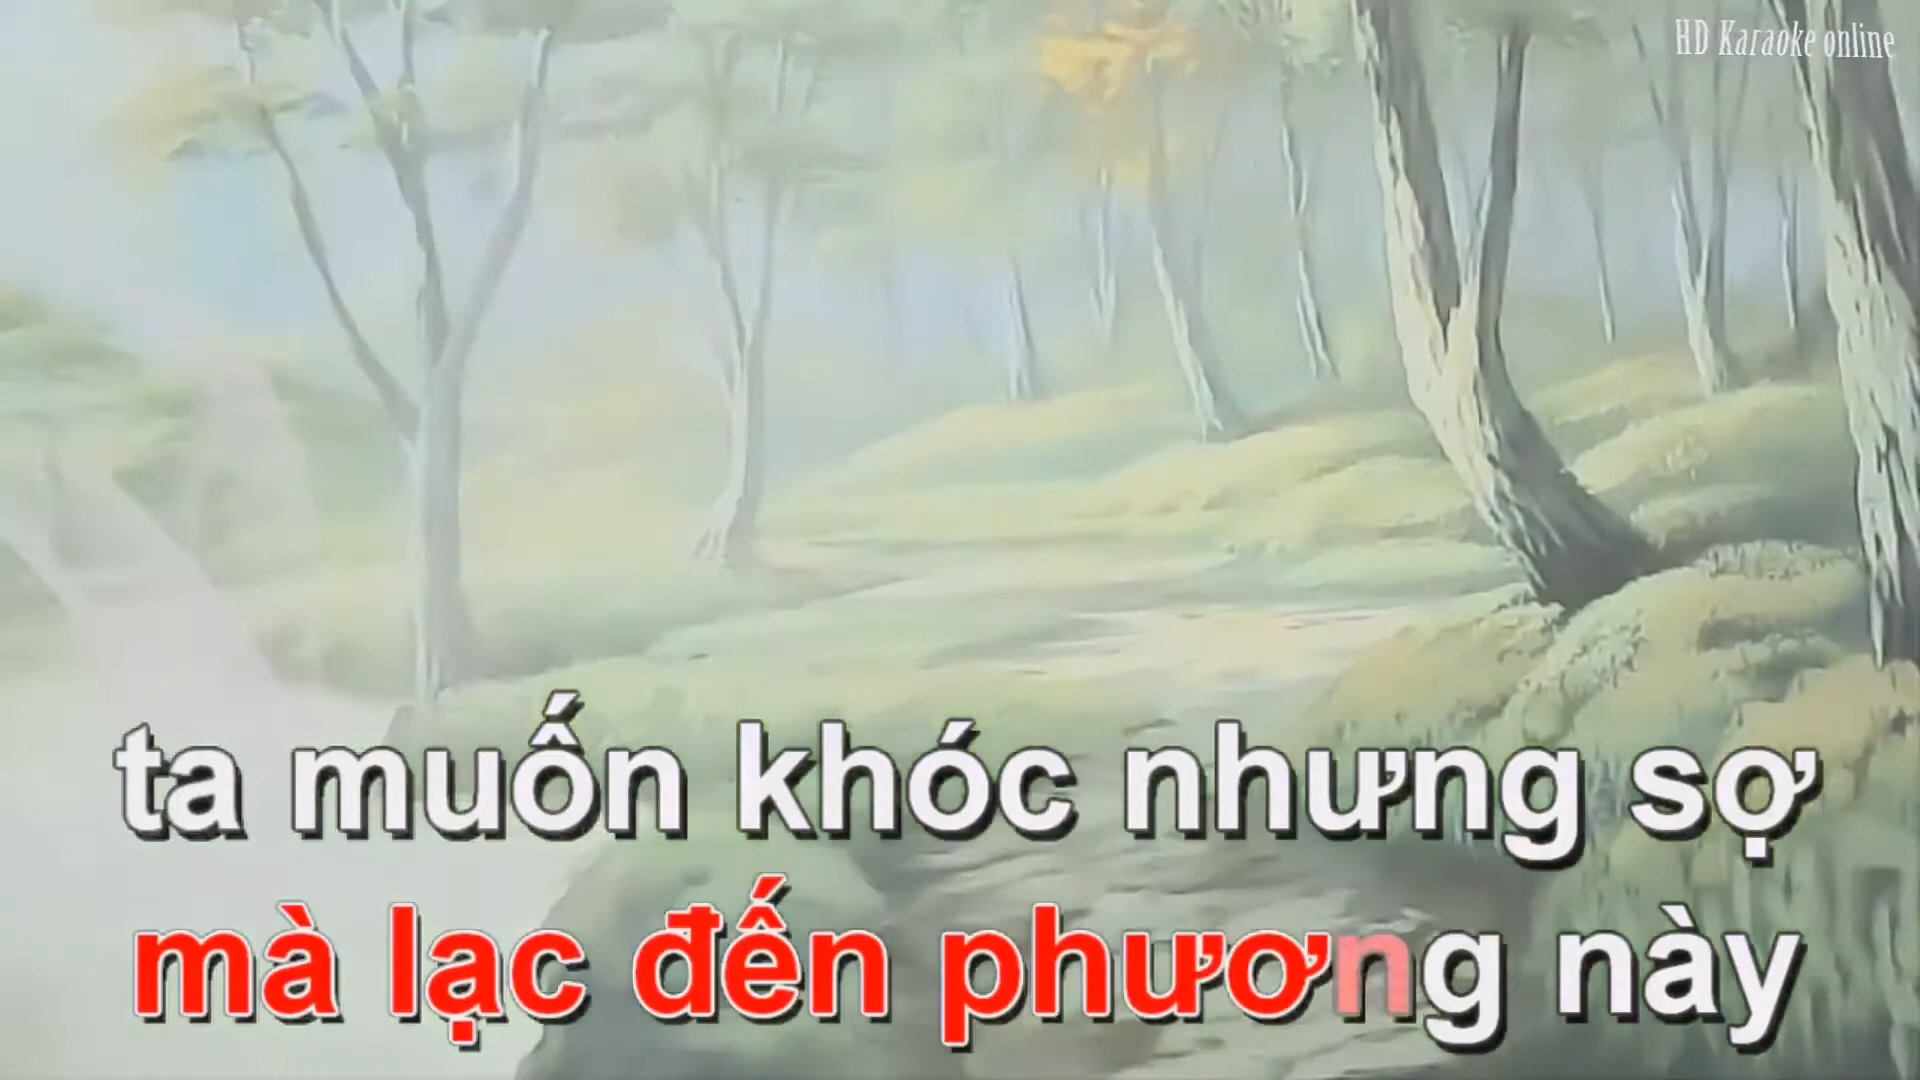 HD Karaoke online
ta muốn khóc nhưng sợ
mà lạc đến phương này